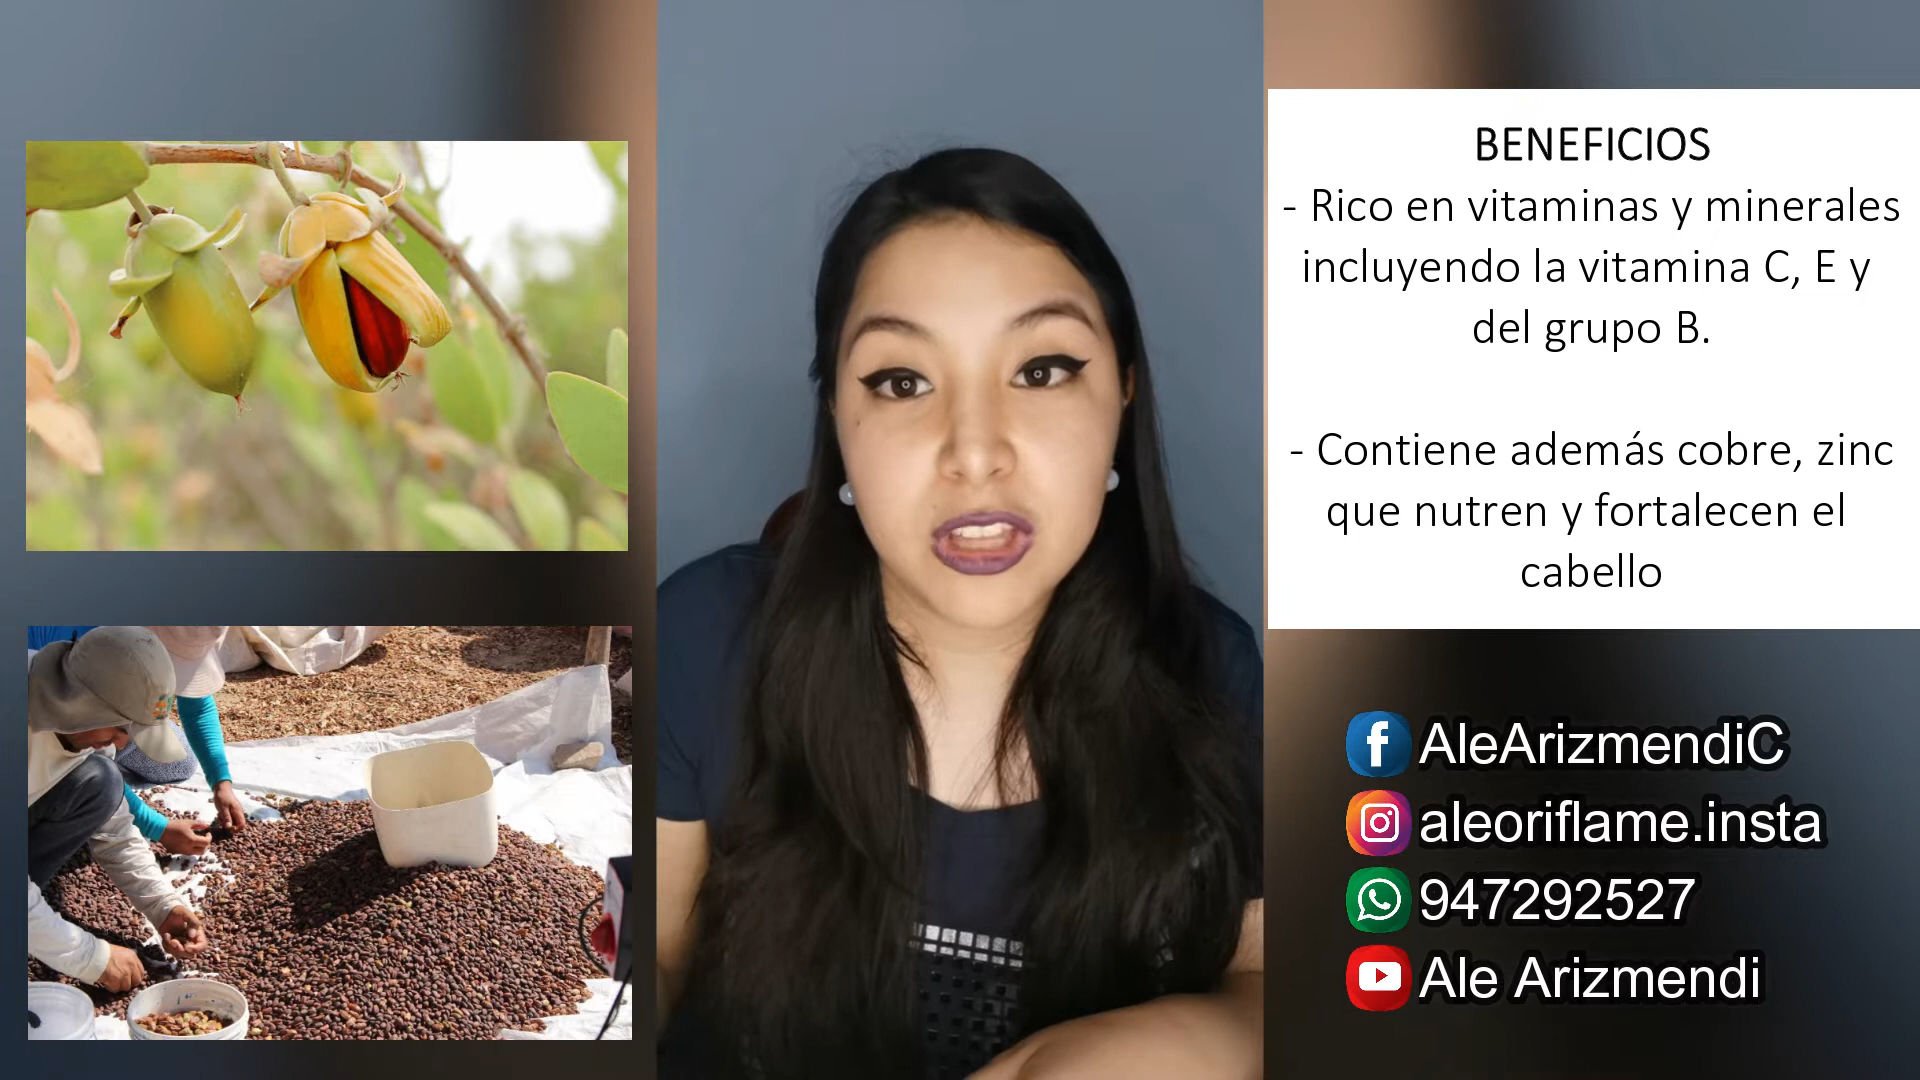 BENEFICIOS
- Rico en vitaminas y minerales
incluyendo la vitamina C, E y
del grupo B.
- Contiene además cobre, zinc
que nutren y fortalecen el
cabello
AleArizmendiC
aleoriflame.insta
947292527
Ale Arizmendi